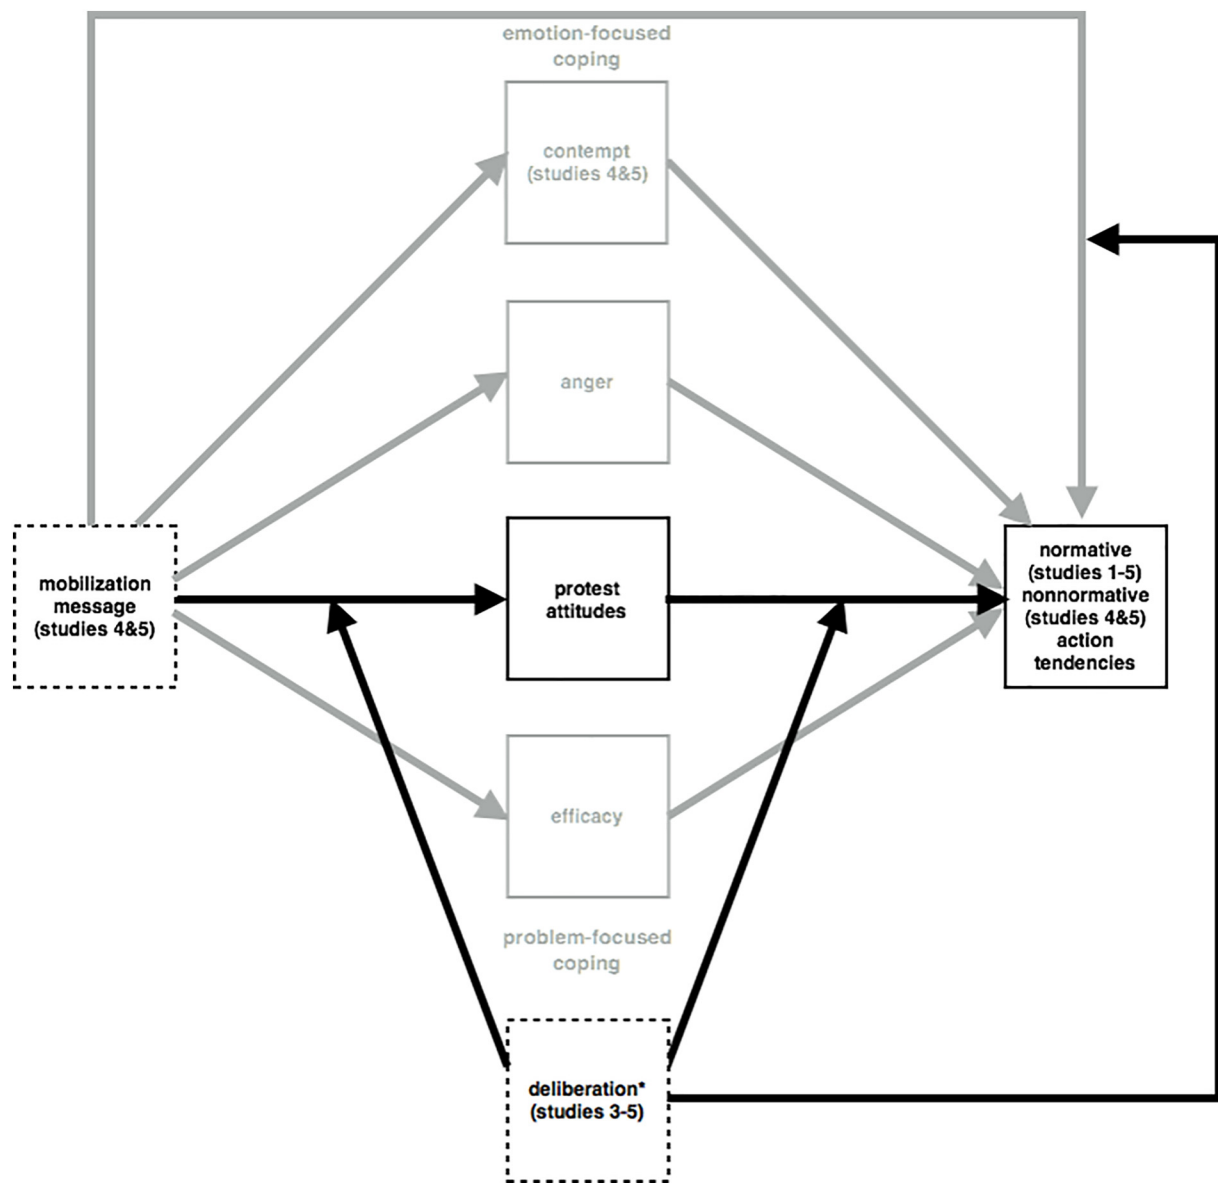 emotion-focused
coping
contempt
(studies 4&5)
anger
mobilization
message
(studies 4&5)
protest
attitudes
normative
(studies 1-5)
nonnormative
(studies 4&5)
action
tendencies
efficacy
problem-focused
coping
deliberation*
(studies 3-5)